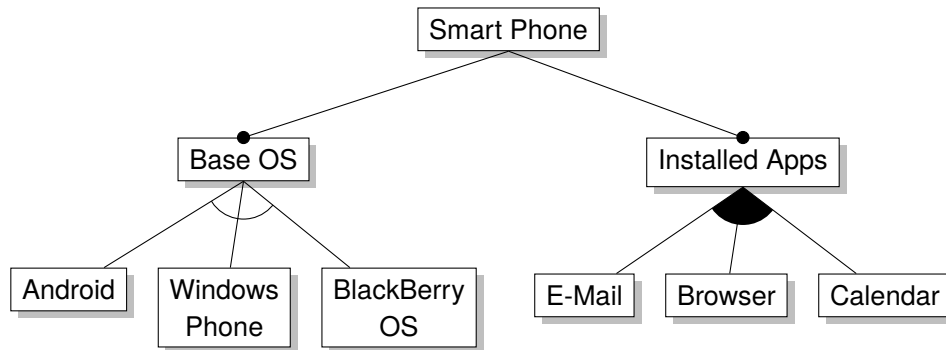 Smart Phone
Base OS
Installed Apps
Android
Windows
Phone
BlackBerry
OS
E-Mail
Browser
Calendar